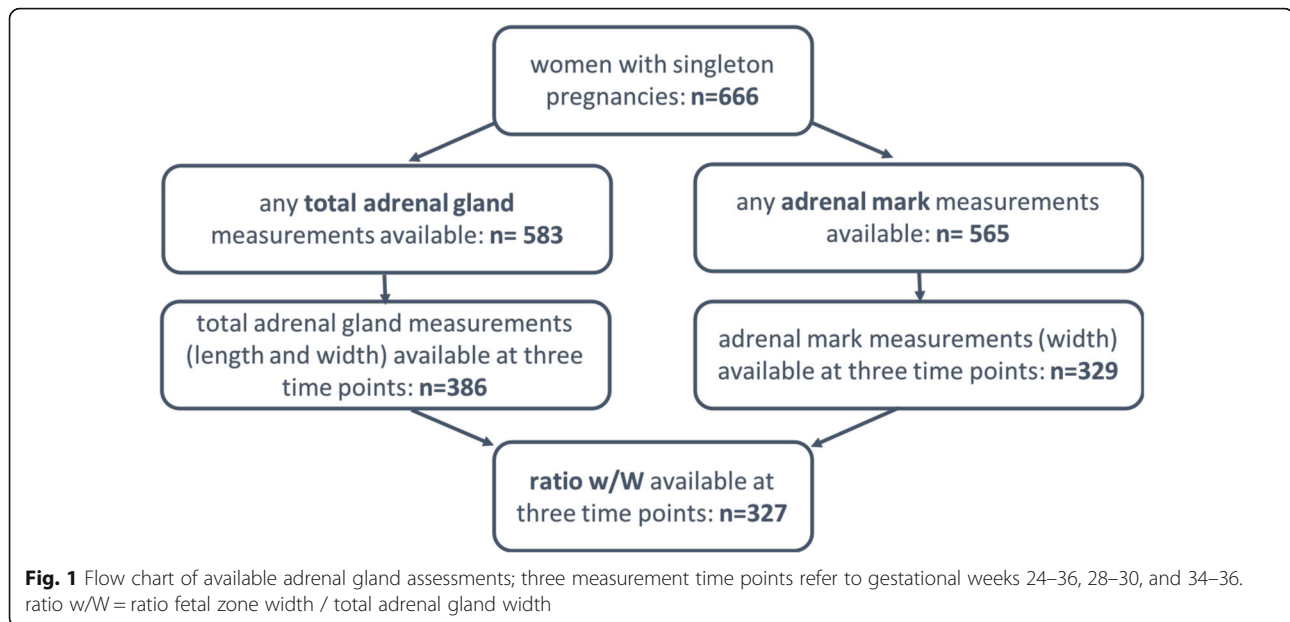 women with singleton
pregnancies: n=666
any total adrenal gland
measurements available: n= 583
any adrenal mark measurements
available: n= 565
total adrenal gland measurements
(length and width) available at three
time points: n=386
adrenal mark measurements (width)
available at three time points: n=329
ratio w/W available at
three time points: n=327
Fig. 1 Flow chart of available adrenal gland assessments; three measurement time points refer to gestational weeks 24–36, 28–30, and 34–36.
ratio w/W = ratio fetal zone width / total adrenal gland width